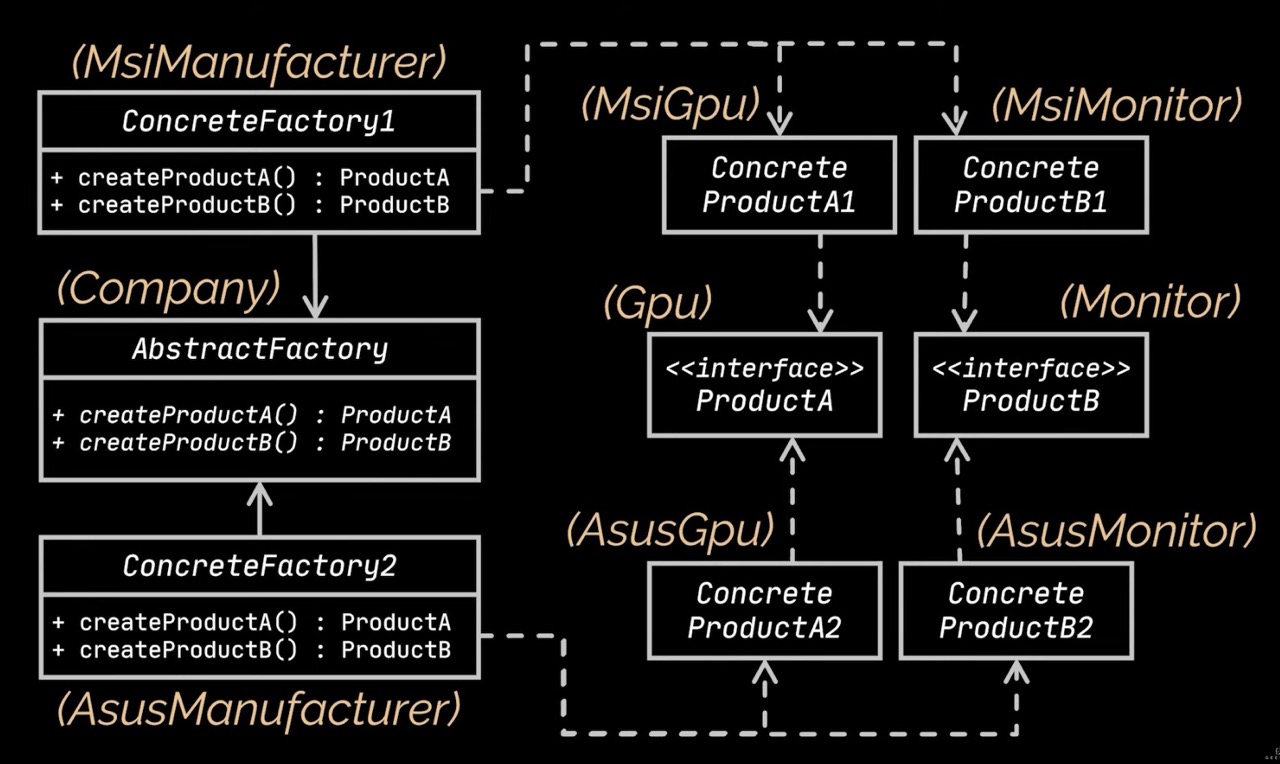 (MsiManufacturer)
ConcreteFactory1
+ createProductA() : ProductA
+ createProductB() : ProductB
(Company)
AbstractFactory
+ createProductA() : ProductA
+ createProductB() : ProductB
ConcreteFactory2
+ createProductA() : ProductA
+ createProductB() : ProductB
(AsusManufacturer)
(MsiGpu)
Concrete
ProductA1
(MsiMonitor)
Concrete
ProductB1
(Gpu)
<<interface>>
ProductA
(Monitor)
<<interface>>
ProductB
(AsusGpu)
Concrete
ProductA2
(AsusMonitor)
Concrete
ProductB2